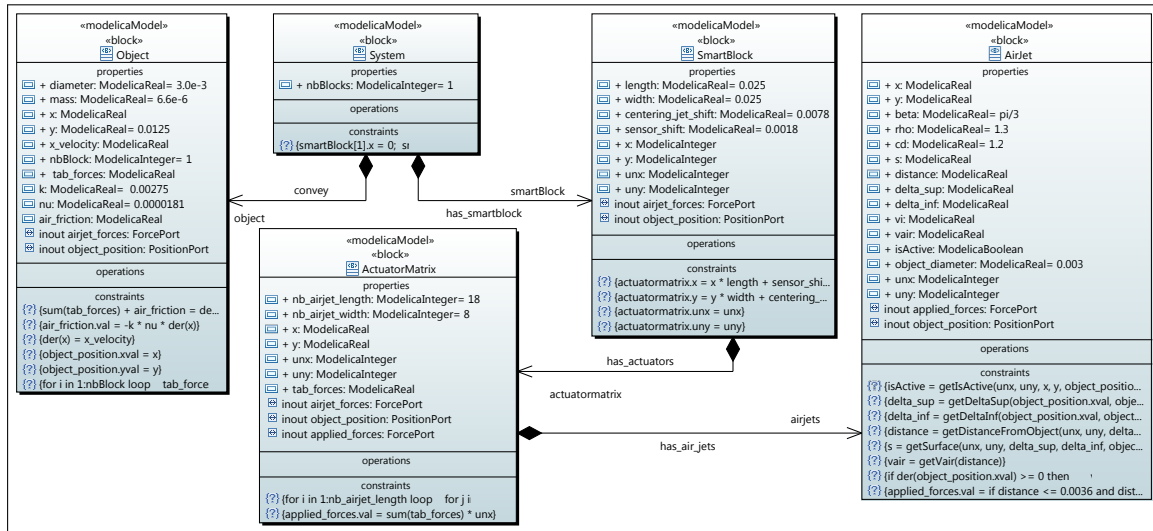 «modelicaModel»
«block»
Object
properties
+ diameter: ModelicaReal= 3.0e-3
+ mass: ModelicaReal= 6.6e-6
+ x: ModelicaReal
+ y: ModelicaReal= 0.0125
+ x_velocity: ModelicaReal
+ nbBlock: ModelicaInteger= 1
+ tab_forces: ModelicaReal
k: ModelicaReal= 0.00275
nu: ModelicaReal= 0.0000181
air_friction: ModelicaReal
inout airjet_forces: ForcePort
inout object_position: PositionPort
operations
constraints
{?} {sum(tab_forces) + air_friction = de...
{?} {air_friction.val = -k * nu * der(x)}
{?} {der(x) = x_velocity}
{?} {object_position.xval = x}
{?} {object_position.yval = y}
{?} {for i in 1:nbBlock loop tab_force
«modelicaModel»
«block»
System
properties
+ nbBlocks: ModelicaInteger= 1
operations
constraints
{?} {smartBlock[1].x = 0; sı
convey
object
smartBlock
has_smartblock
«modelicaModel»
«block»
SmartBlock
properties
+ length: ModelicaReal= 0.025
+ width: ModelicaReal= 0.025
+ centering_jet_shift: ModelicaReal= 0.0078
+ sensor_shift: ModelicaReal= 0.0018
+ x: ModelicaInteger
+ y: ModelicaInteger
+ unx: ModelicaInteger
+ uny: ModelicaInteger
inout airjet_forces: ForcePort
inout object_position: PositionPort
operations
constraints
{?} {actuatormatrix.x = x * length + sensor_shi...
{?} {actuatormatrix.y = y * width + centering_...
{?} {actuatormatrix.unx = unx}
{?} {actuatormatrix.uny = uny}
«modelicaModel»
«block»
ActuatorMatrix
properties
+ nb_airjet_length: ModelicaInteger= 18
+ nb_airjet_width: ModelicaInteger= 8
+ x: ModelicaReal
+ y: ModelicaReal
+ unx: ModelicaInteger
+ uny: ModelicaInteger
+ tab_forces: ModelicaReal
inout airjet_forces: ForcePort
inout object_position: PositionPort
inout applied_forces: ForcePort
operations
constraints
{?} {for i in 1:nb_airjet_length loop for j i
{?} {applied_forces.val = sum(tab_forces) * unx}
has_actuators
actuatormatrix
airjets
has_air_jets
«modelicaModel»
«block»
AirJet
properties
+ x: ModelicaReal
+ y: ModelicaReal
+ beta: ModelicaReal= pi/3
+ rho: ModelicaReal= 1.3
+ cd: ModelicaReal= 1.2
+ s: ModelicaReal
+ distance: ModelicaReal
+ delta_sup: ModelicaReal
+ delta_inf: ModelicaReal
+ vi: ModelicaReal
+ vair: ModelicaReal
+ isActive: ModelicaBoolean
+ object_diameter: ModelicaReal= 0.003
+ unx: ModelicaInteger
+ uny: ModelicaInteger
inout applied_forces: ForcePort
inout object_position: PositionPort
operations
constraints
{?} {isActive = getIsActive(unx, uny, x, y, object_positio...
{?} {delta_sup = getDeltaSup(object_position.xval, obje...
{?} {delta_inf = getDeltaInf(object_position.xval, object...
{?} {distance = getDistanceFromObject(unx, uny, delta...
{?} {s = getSurface(unx, uny, delta_sup, delta_inf, objec...
{?} {vair = getVair(distance)}
{?} {if der(object_position.xval) >= 0 then
{?} {applied_forces.val = if distance <= 0.0036 and dist...